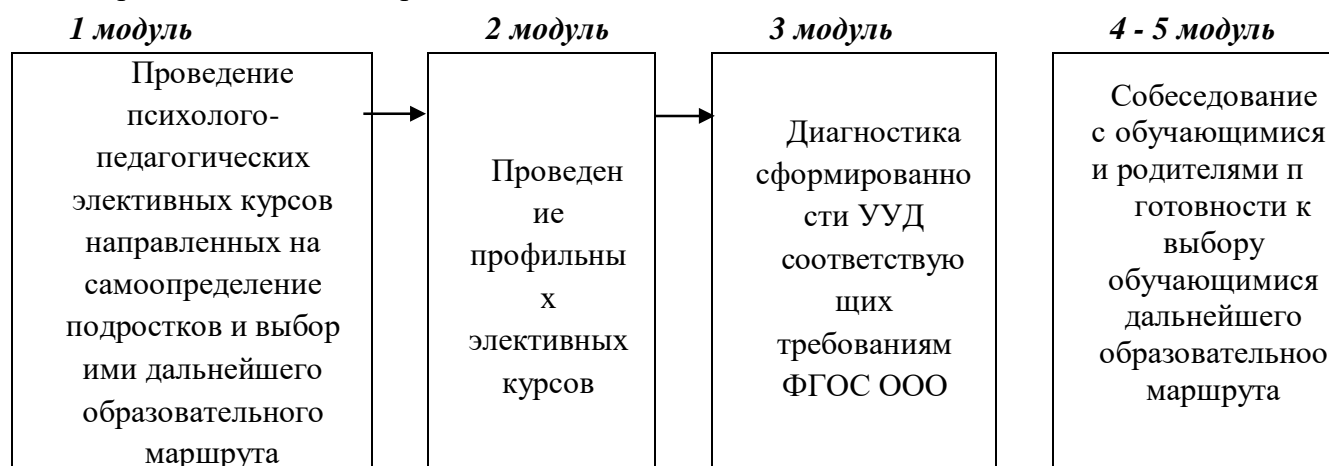 1 модуль
2 модуль
3 модуль
4 - 5 модуль
Проведение
психолого-
педагогических
элективных курсов
направленных на
самоопределение
подростков и выбор
ими дальнейшего
образовательного
маршрута
Проведен
ие
профильны
х
элективных
курсов
Диагностика
сформированно
сти УУД
соответствую
щих
требованиям
ФГОС ООО
Собеседование
с обучающимися
и родителями п
готовности к
выбору
обучающимися
дальнейшего
образовательноо
маршрута